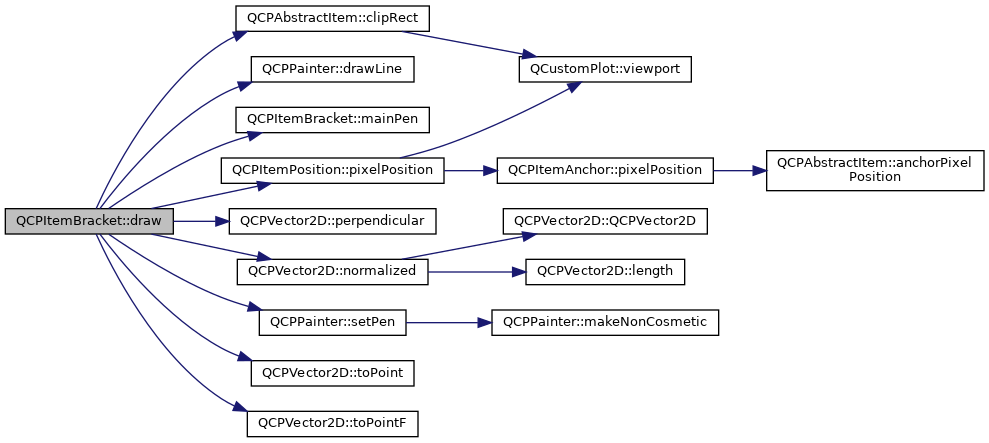 QCPAbstractItem::clipRect
QCPPainter::drawLine
QCustomPlot::viewport
QCPItemBracket::mainPen
QCPItemPosition::pixelPosition
QCPItemAnchor::pixelPosition
QCPAbstractItem::anchorPixel
Position
QCPItemBracket::draw
QCPVector2D::perpendicular
QCPVector2D::QCPVector2D
QCPVector2D::normalized
QCPVector2D::length
QCPPainter::setPen
QCPPainter::makeNonCosmetic
QCPVector2D::toPoint
QCPVector2D::toPointF